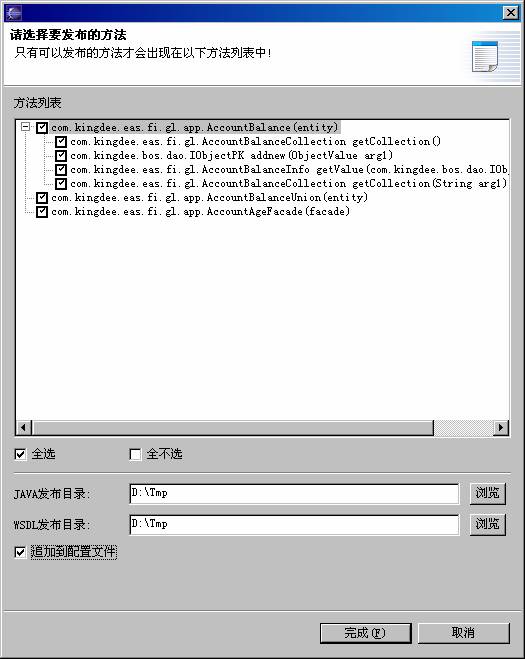 请选择要发布的方法
只有可以发布的方法才会出现在以下方法列表中!
方法列表
com.kingdee.eas.fi.gl.app.AccountBalance(entity)
com.kingdee.eas.fi.gl.AccountBalanceCollection getCollection()
com.kingdee.bos.dao.IObjectPK addnew(ObjectValue arg1)
com.kingdee.eas.fi.gl.AccountBalanceInfo getValue(com.kingdee.bos.dao.IOb
com.kingdee.eas.fi.gl.AccountBalanceCollection getCollection(String arg1)
com.kingdee.eas.fi.gl.app.AccountBalanceUnion(entity)
com.kingdee.eas.fi.gl.app.AccountAgeFacade(facade)
全选 全不选
JAVA发布目录: D:\Tmp 浏览
WSDL发布目录: D:\Tmp 浏览
追加到配置文件
完成(F) 取消